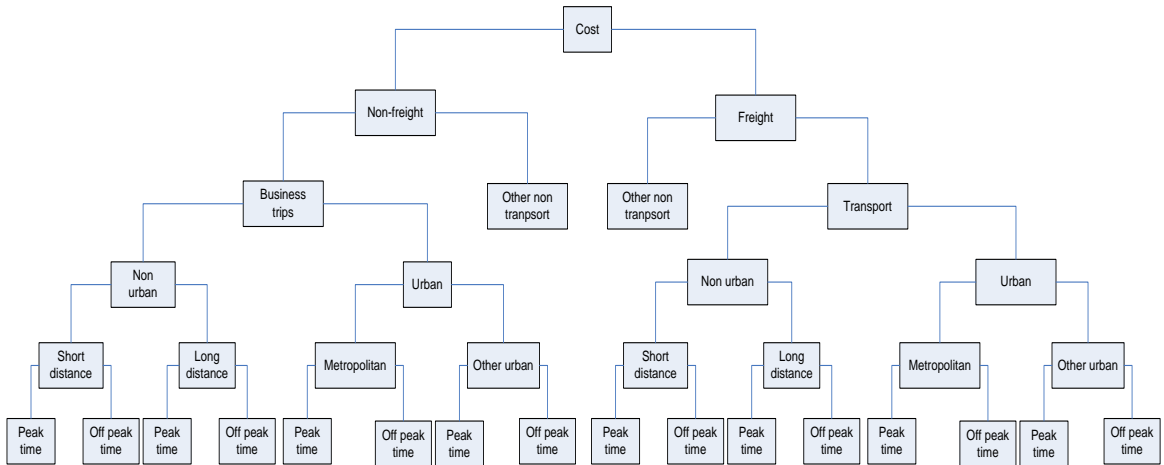 Cost
Non-freight
Freight
Business
trips
Other non
tranpsort
Other non
tranpsort
Transport
Non
urban
Urban
Non urban
Urban
Short
distance
Long
distance
Metropolitan
Other urban
Short
distance
Long
distance
Metropolitan
Other urban
Peak
time
Off peak
time
Peak
time
Off peak
time
Peak
time
Off peak
time
Peak
time
Off peak
time
Peak
time
Off peak
time
Peak
time
Off peak
time
Peak
time
Off peak
time
Peak
time
Off peak
time